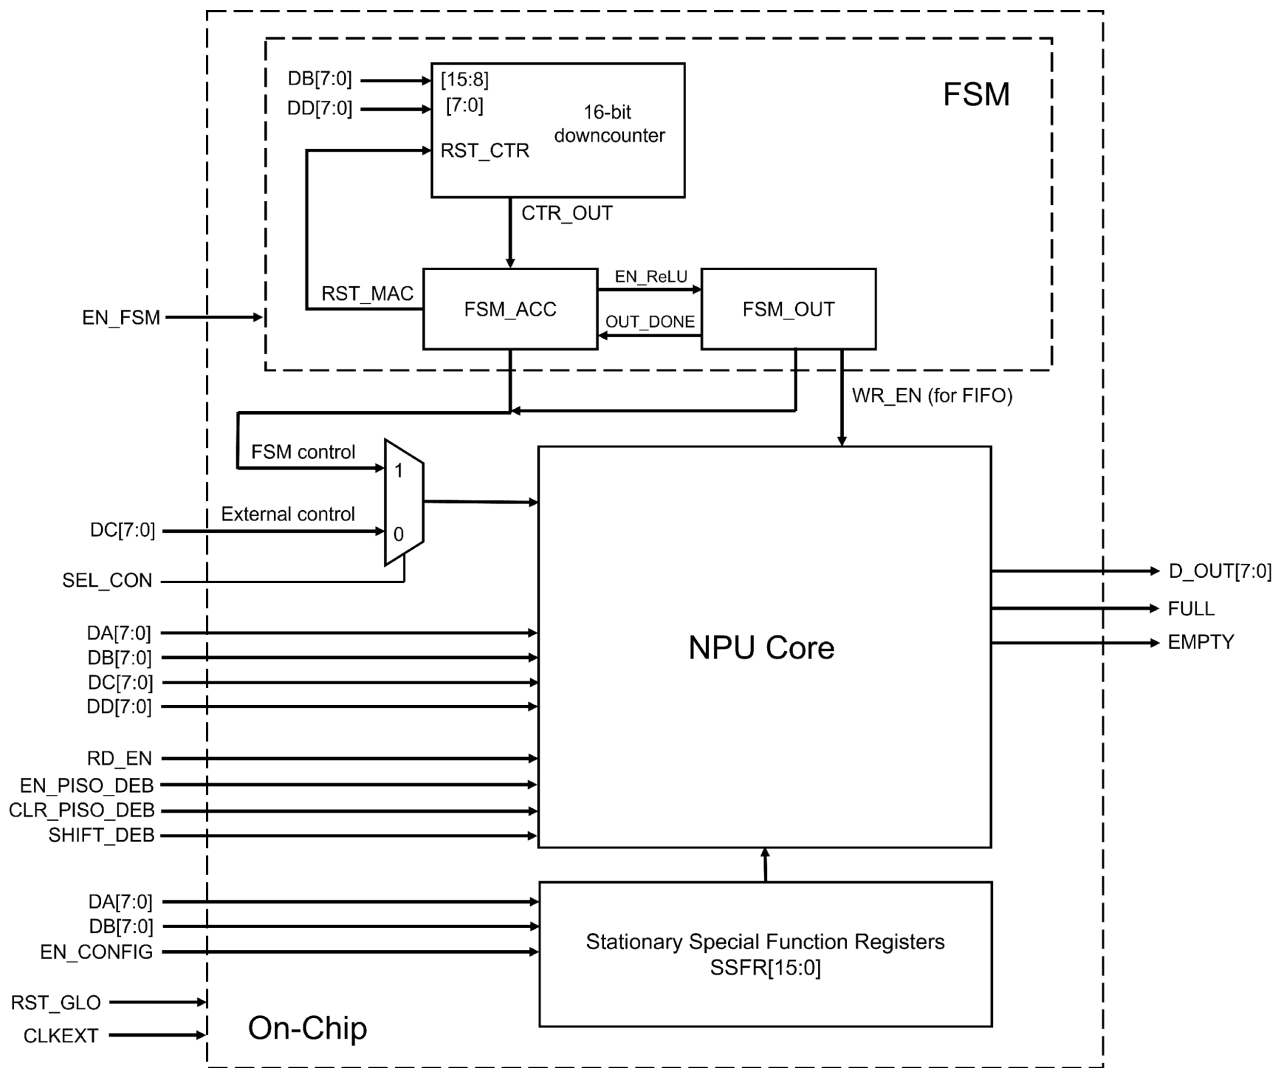 DB[7:0]
[15:8]
FSM
DD[7:0]
[7:0]
16-bit
downcounter
RST_CTR
CTR_OUT
EN_ReLU
RST_MAC
FSM_ACC
FSM_OUT
EN_FSM
OUT_DONE
WR_EN (for FIFO)
FSM control
1
External control
DC[7:0]
0
SEL_CON
D_OUT[7:0]
FULL
EMPTY
DA[7:0]
DB[7:0]
DC[7:0]
DD[7:0]
NPU Core
RD_EN
EN_PISO_DEB
CLR_PISO_DEB
SHIFT_DEB
DA[7:0]
DB[7:0]
EN_CONFIG
Stationary Special Function Registers
SSFR[15:0]
RST_GLO
CLKEXT
On-Chip